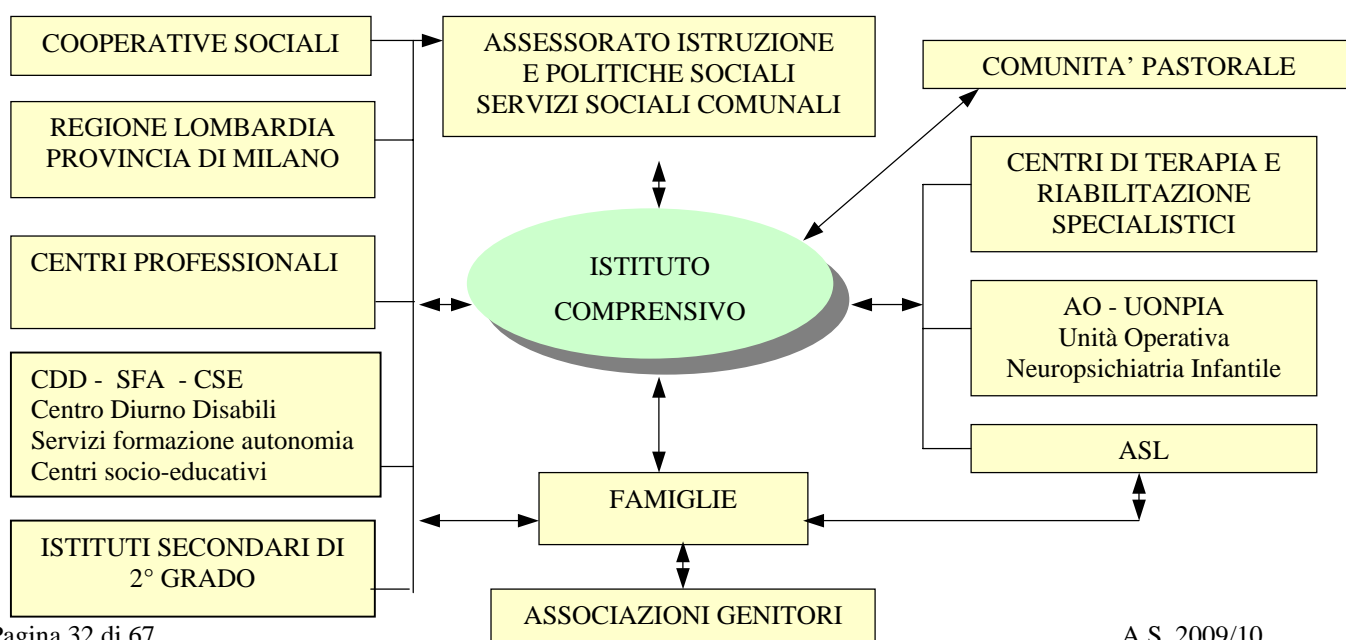 COOPERATIVE SOCIALI
ASSESSORATO ISTRUZIONE
E POLITICHE SOCIALI
SERVIZI SOCIALI COMUNALI
COMUNITA’ PASTORALE
REGIONE LOMBARDIA
PROVINCIA DI MILANO
CENTRI DI TERAPIA E
RIABILITAZIONE
SPECIALISTICI
CENTRI PROFESSIONALI
ISTITUTO
COMPRENSIVO
AO - UONPIA
Unità Operativa
Neuropsichiatria Infantile
CDD - SFA - CSE
Centro Diurno Disabili
Servizi formazione autonomia
Centri socio-educativi
ASL
FAMIGLIE
ISTITUTI SECONDARI DI
2° GRADO
ASSOCIAZIONI GENITORI
Pagina 32 di 67
A.S. 2009/10